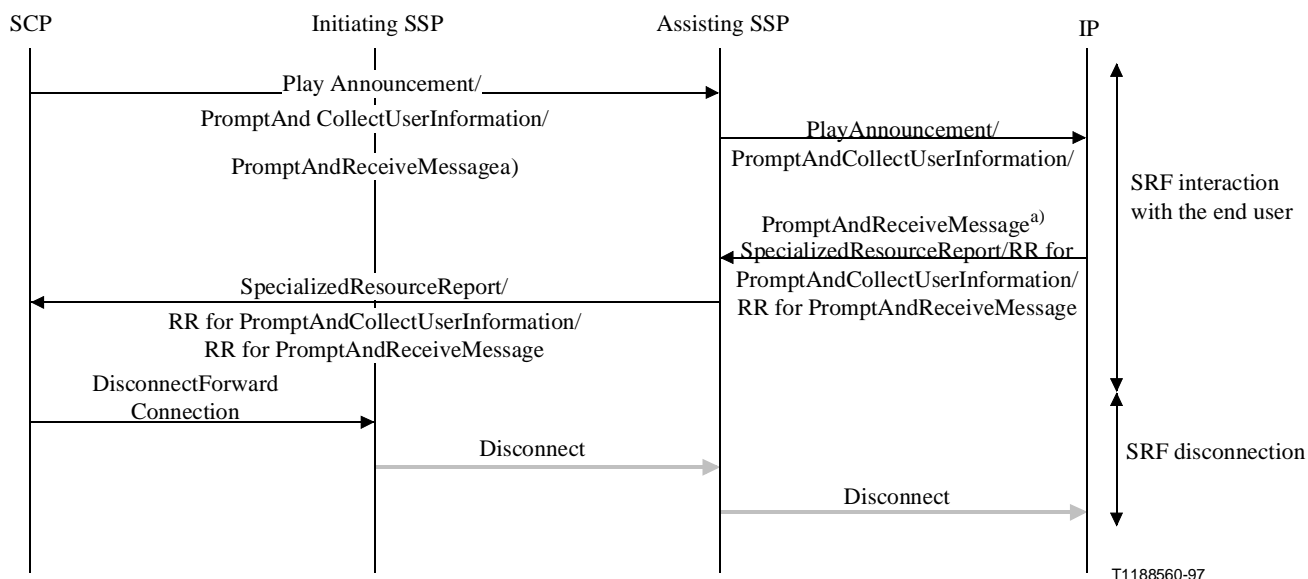 SCP
Initiating SSP
Assisting SSP
IP
Play Announcement/
PromptAnd CollectUserInformation/
PromptAndReceiveMessagea)
PlayAnnouncement/
PromptAndCollectUserInformation/
PromptAndReceiveMessage a)
SRF interaction
with the end user
SpecializedResourceReport/RR for
PromptAndCollectUserInformation/
RR for PromptAndReceiveMessage
SpecializedResourceReport/
RR for PromptAndCollectUserInformation/
RR for PromptAndReceiveMessage
DisconnectForward
Connection
Disconnect
SRF disconnection
Disconnect
T1188560-97